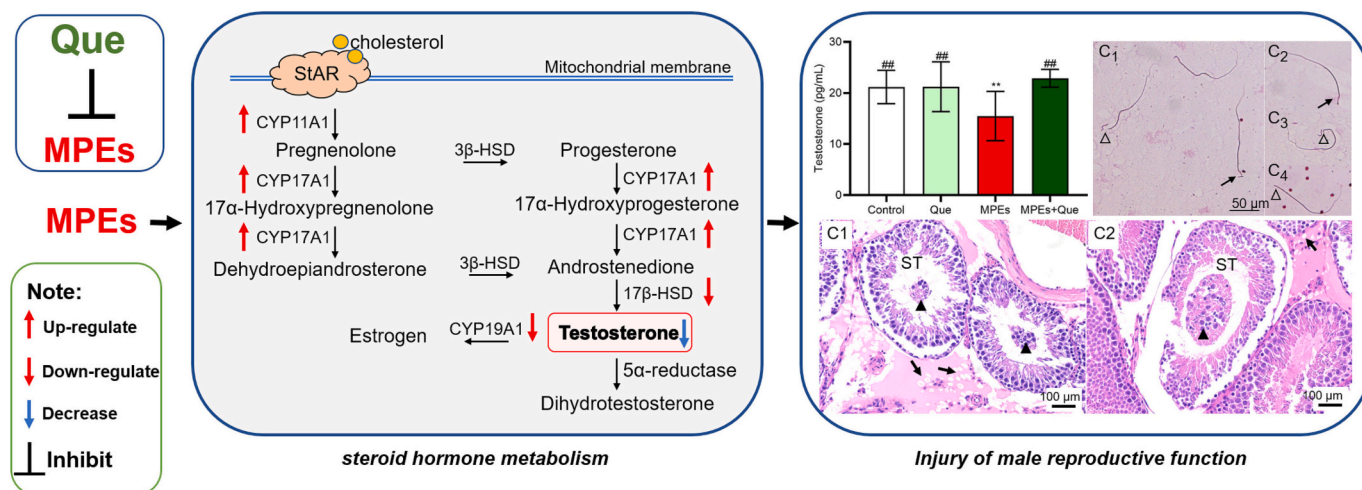 Que
MPEs
MPEs
Note:
Up-regulate
Down-regulate
Decrease
Inhibit
cholesterol
StAR
Mitochondrial membrane
CYP11A1
Pregnenolone
3β-HSD
Progesterone
CYP17A1
CYP17A1
17α-Hydroxypregnenolone
17α-Hydroxyprogesterone
CYP17A1
CYP17A1
Dehydroepiandrosterone
3β-HSD
Androstenedione
17β-HSD
Estrogen
CYP19A1
Testosterone
5α-reductase
Dihydrotestosterone
steroid hormone metabolism
Testosterone (pg/mL)
30
20
10
0
##
##
**
##
Control
Que
MPEs
MPEs+Que
C1
C2
C3
C4
50 µm
C1
ST
100 µm
C2
ST
100 µm
Injury of male reproductive function